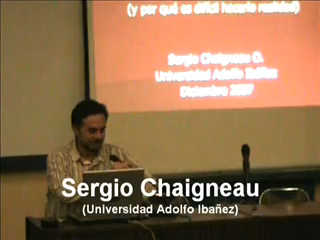 (y por qué es difícil hacerlo realidad)
Sergio Chaigneau O.
Universidad Adolfo Ibáñez
Diciembre 2007
Sergio Chaigneau
(Universidad Adolfo Ibañez)